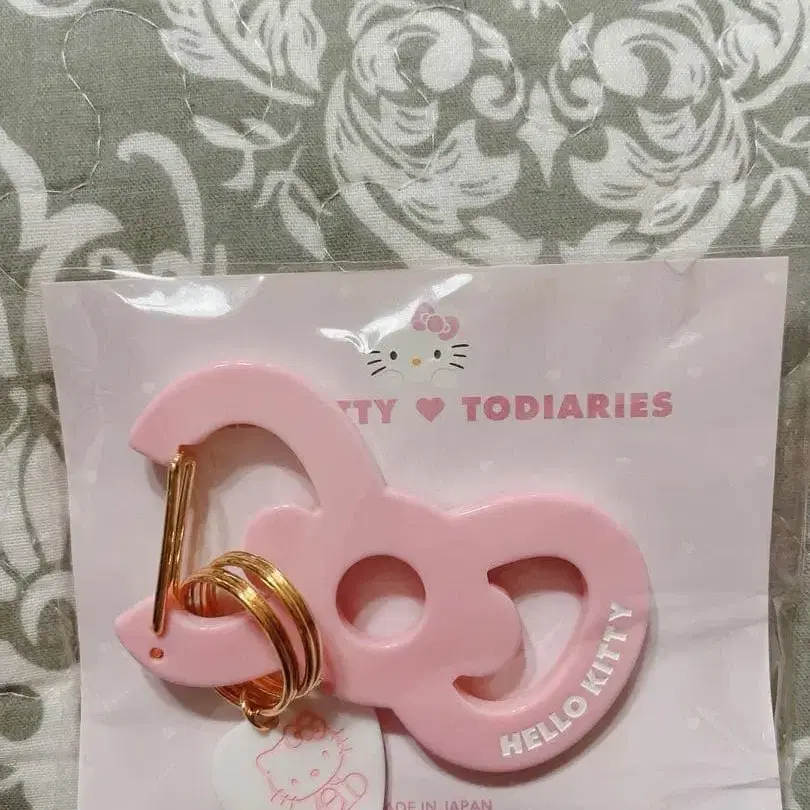 TTY ♥ TODIARIES
HELLO KITTY
ADE IN JAPAN